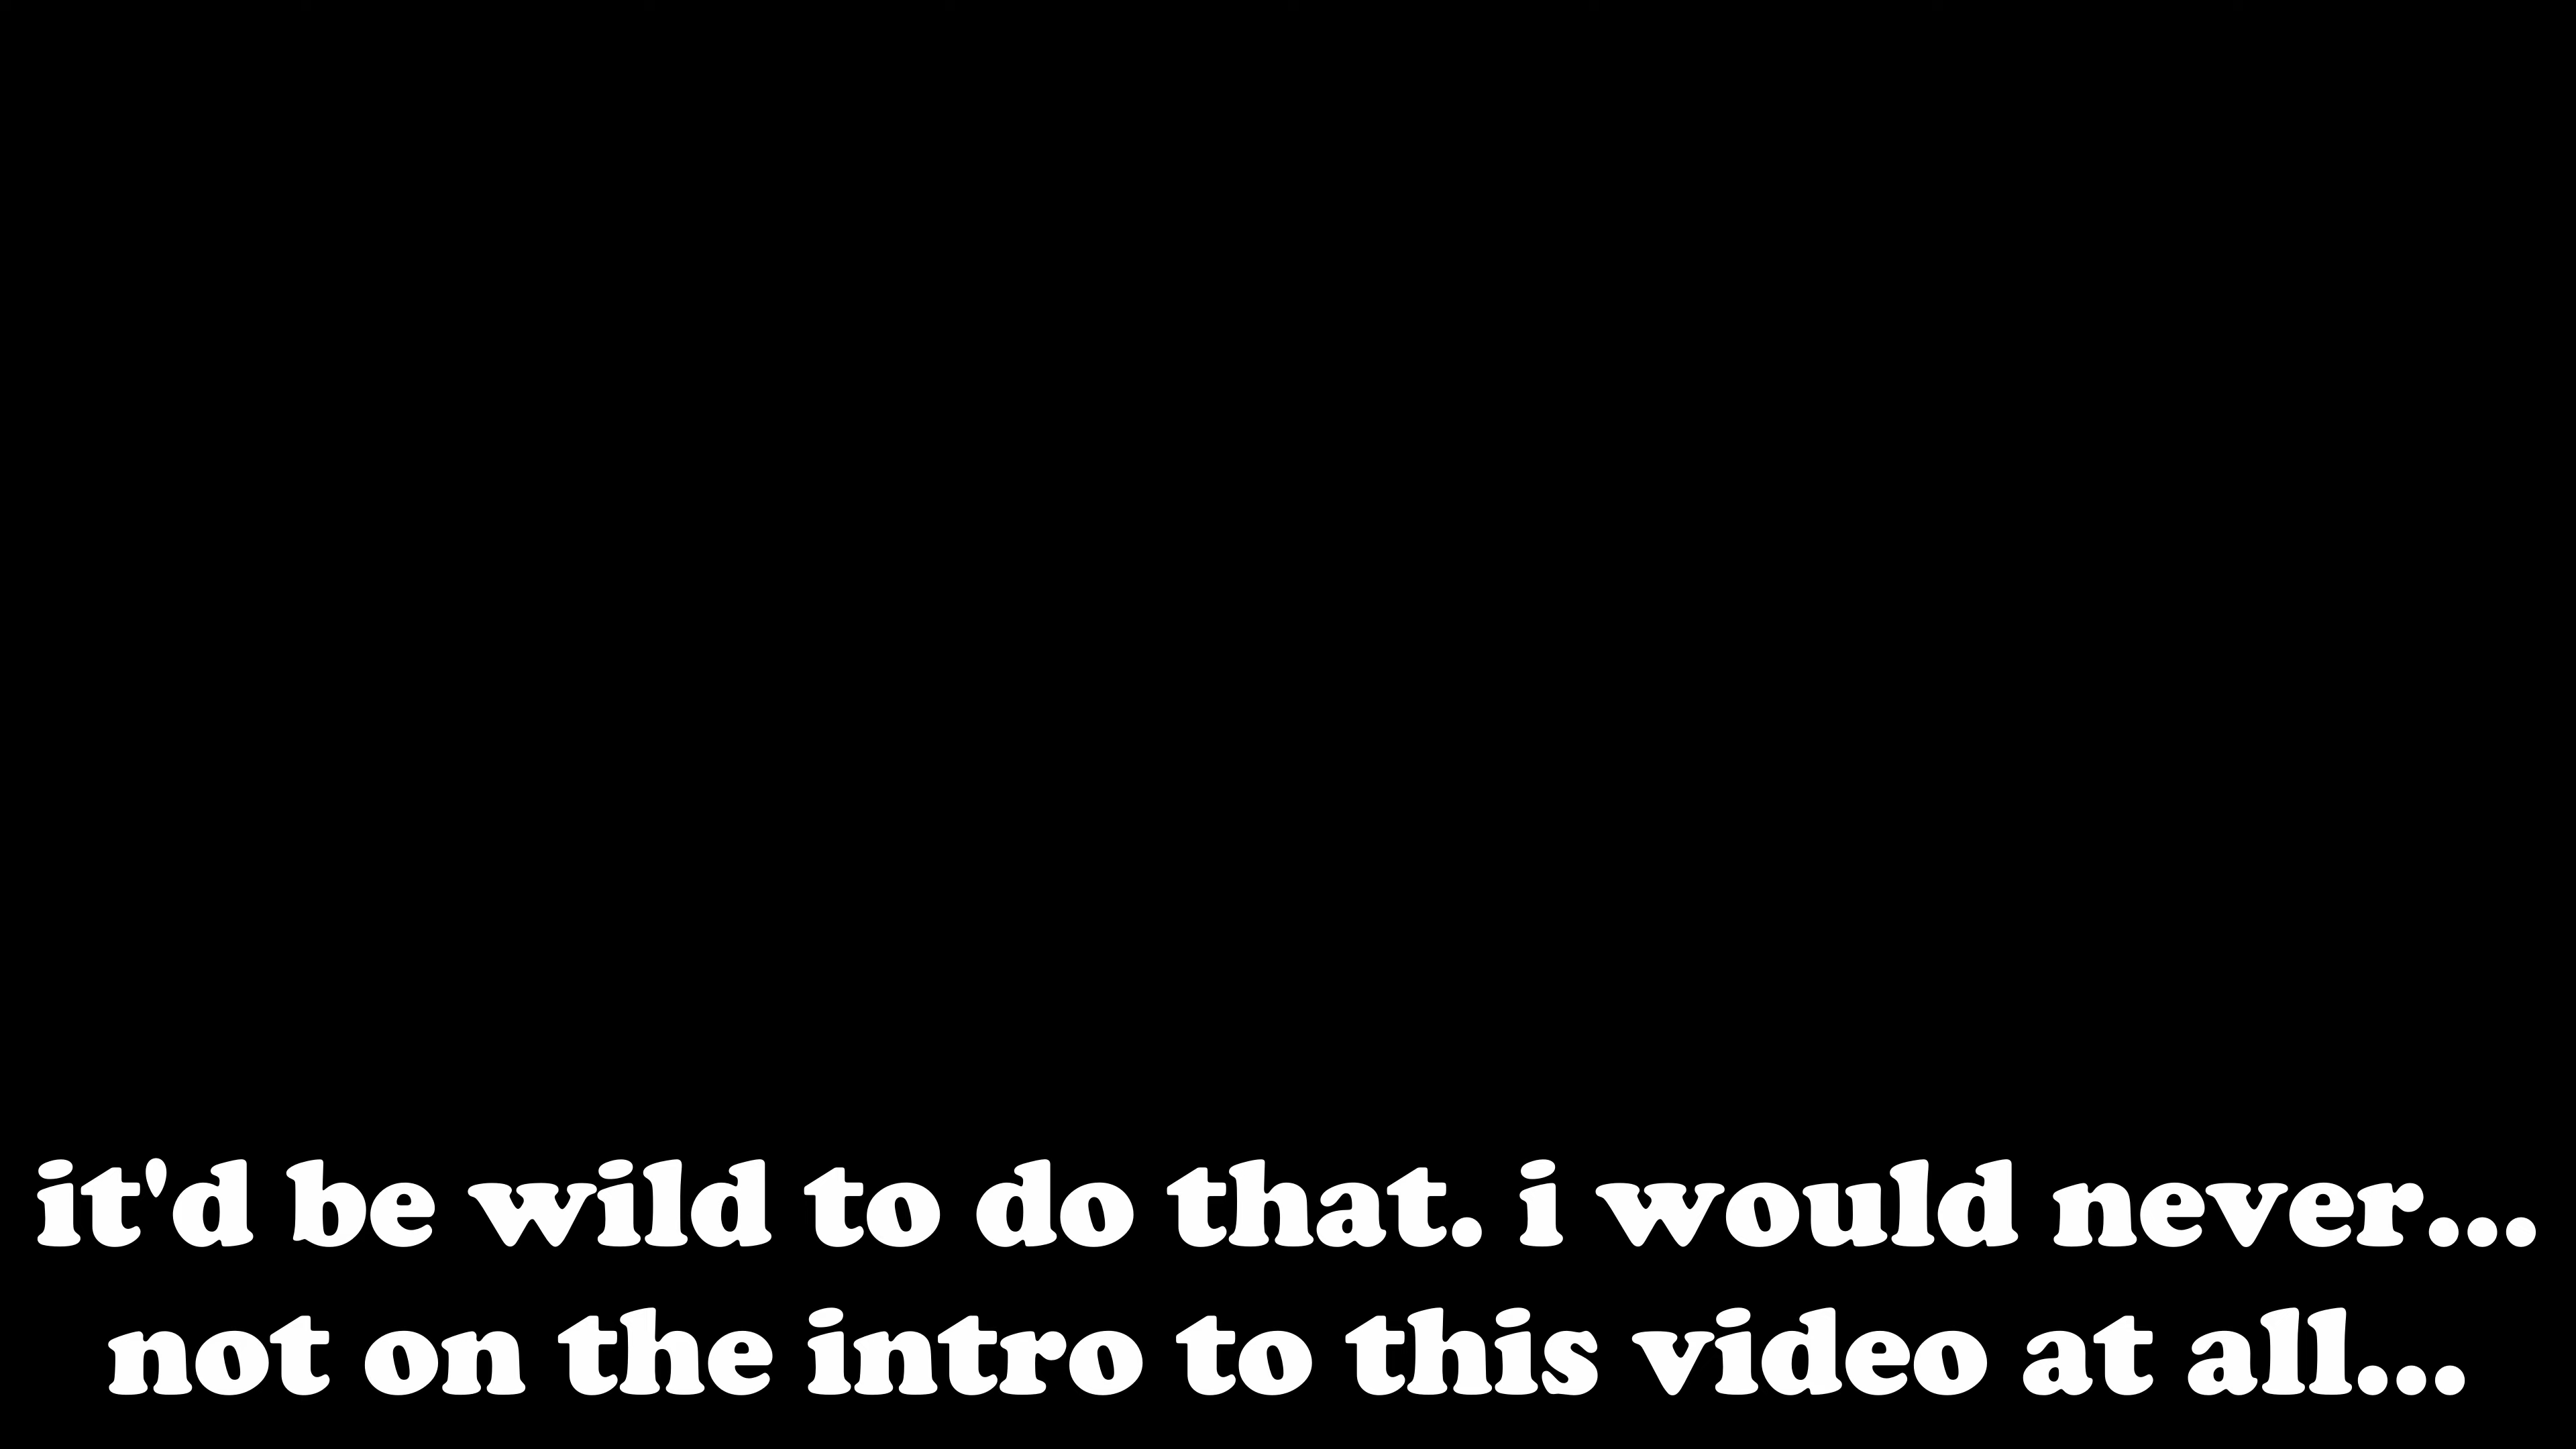 it'd be wild to do that. i would never...
not on the intro to this video at all...